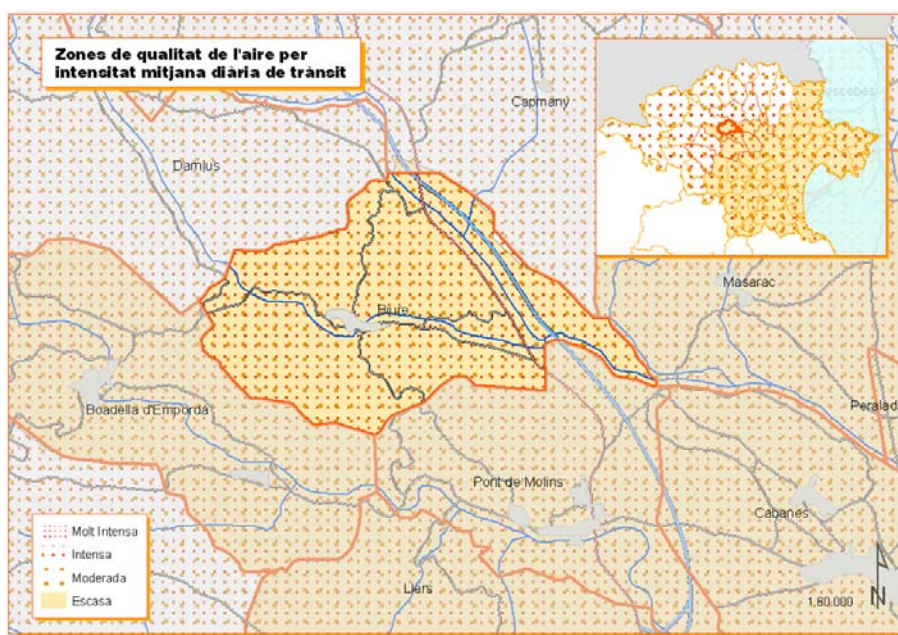 Zones de qualitat de l'aire per
intensitat mitjana diària de trànsit
Capmany
Darnius
Masarac
Biure
Boadella d'Empordà
Peralad
Pont de Molins
Cabanes
Llers
Molt Intensa
Intensa
Moderada
Escasa
N
1:60.000